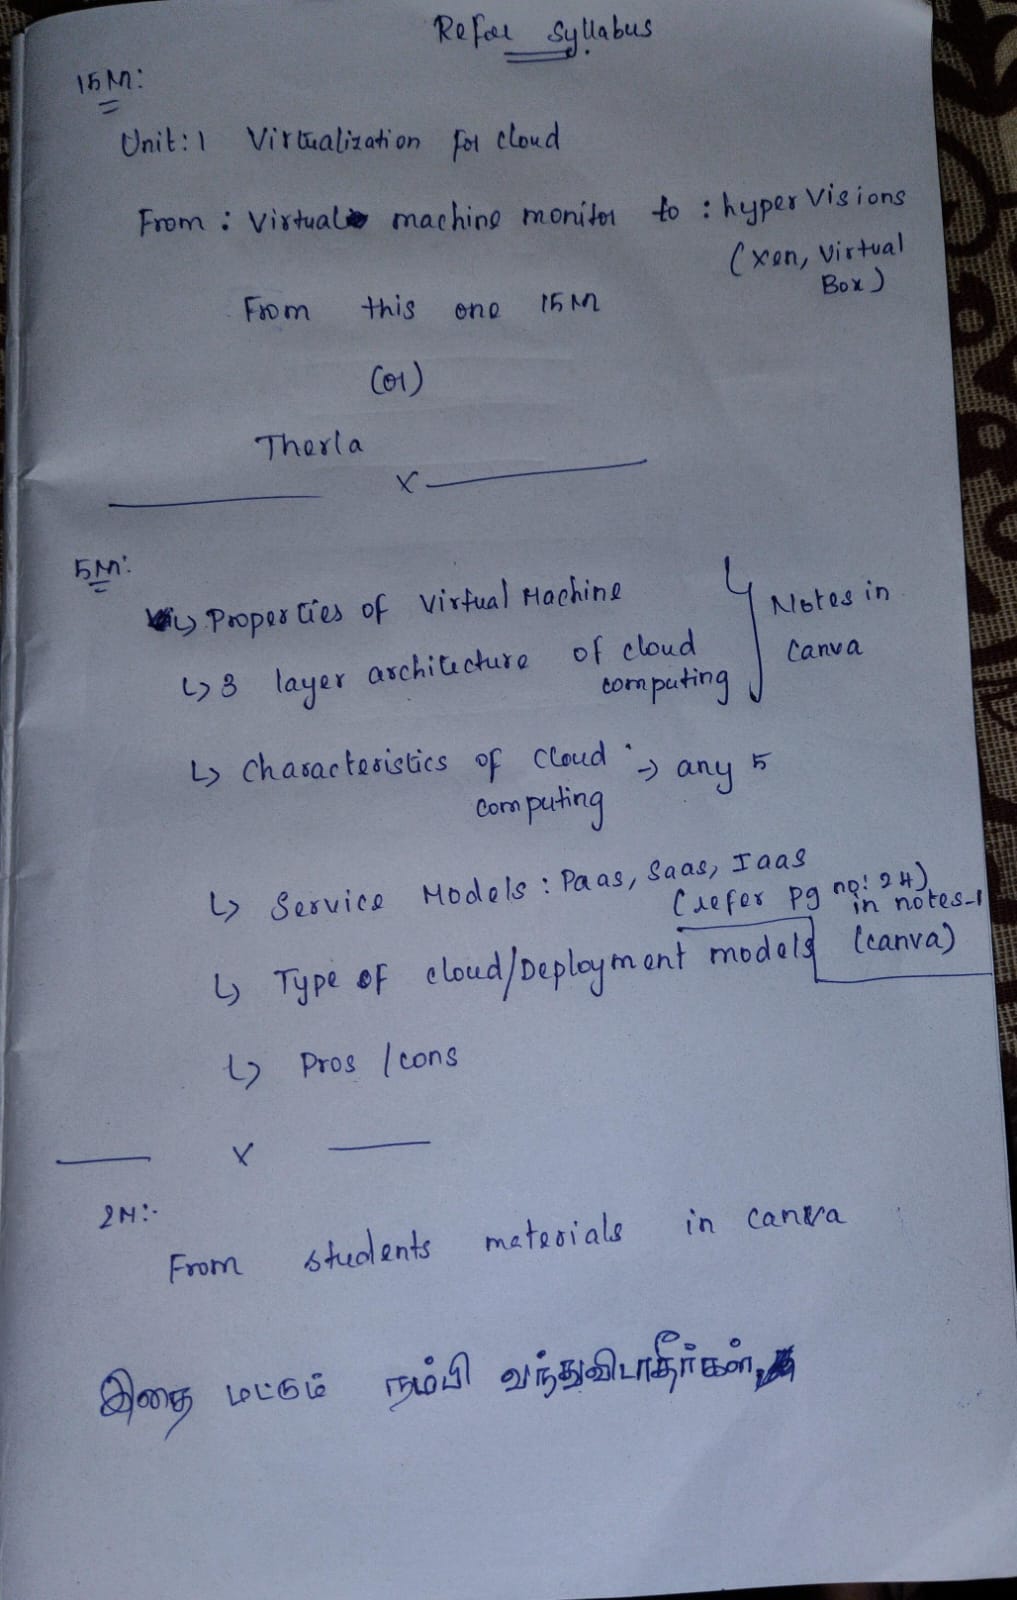 Refer Syllabus
15M:
Unit:1 Virtualization for cloud
From : Virtual machine monitor to : hyper Visions
(xen, Virtual
Box)
From this one 15M
(or)
Therla
x
5M:
↳ Properties of Virtual Machine
↳ 3 layer architecture of cloud
computing
Notes in
Canva
↳ Characteristics of Cloud → any 5
computing
↳ Service Models : Paas, Saas, Iaas
(refer pg no: 24)
in notes-1
(canva)
↳ Type of cloud/Deployment models
↳ Pros / cons
x
2M:-
From students materials in canva
இதை மட்டும் நம்பி வந்துவிடாதீர்கள்